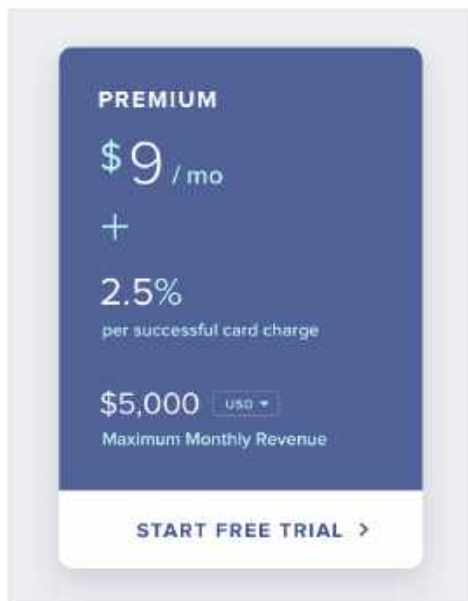 PREMIUM
$9 / mo
+
2.5%
per successful card charge
$5,000 USD
Maximum Monthly Revenue
START FREE TRIAL >